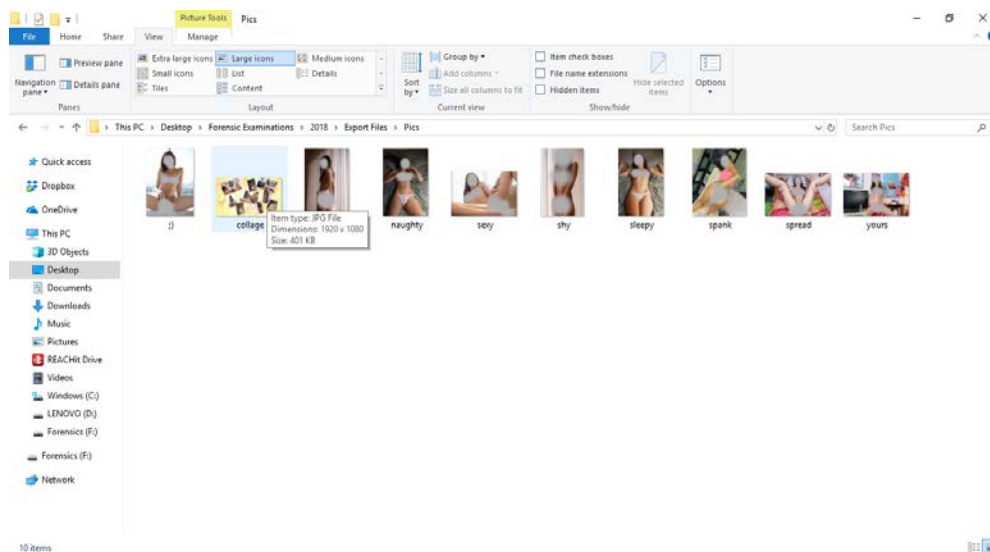 Picture Tools Pics
File Home Share View Manage
Navigation pane
Preview pane
Details pane
Panes
Extra large icons Large icons Medium icons
Small icons List Details
Tiles Content
Layout
Sort by
Group by
Add columns
Size all columns to fit
Current view
Item check boxes
File name extensions
Hidden items
Hide selected items
Show/hide
Options
This PC > Desktop > Forensic Examinations > 2018 > Export Files > Pics
Search Pics
Quick access
Dropbox
OneDrive
This PC
3D Objects
Desktop
Documents
Downloads
Music
Pictures
REACHit Drive
Videos
Windows (C:)
LENOVO (D:)
Forensics (F:)
Forensics (F:)
Network
;) collage naughty sexy shy sleepy spank spread yours
Item type: JPG File
Dimensions: 1920 x 1080
Size: 401 KB
10 items